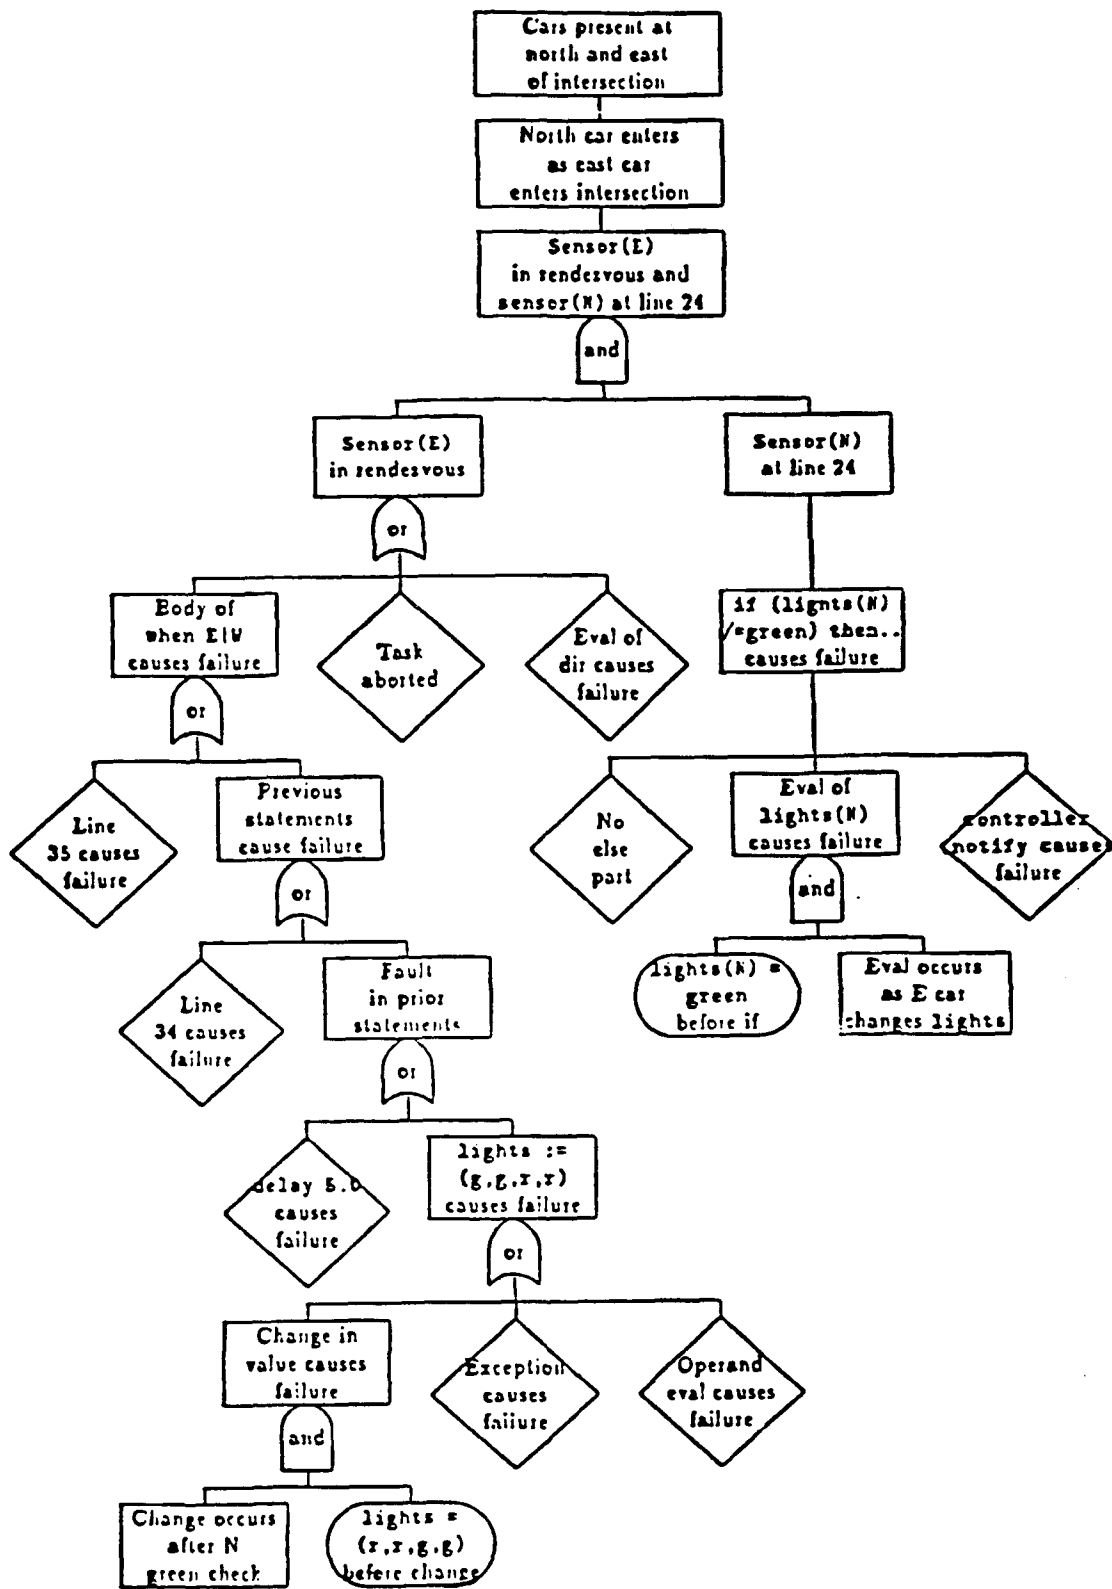 Cars present at
north and east
of intersection
North car enters
as east car
enters intersection
Sensor(E)
in rendesvous and
sensor(N) at line 24
and
Sensor(E)
in rendesvous
Sensor(N)
at line 24
or
Body of
when E|W
causes failure
Task
aborted
Eval of
dir causes
failure
if (lights(N)
/=green) then..
causes failure
or
Line
35 causes
failure
Previous
statements
cause failure
No
else
part
Eval of
lights(N)
causes failure
controller
notify causes
failure
or
and
Line
34 causes
failure
Fault
in prior
statements
lights(N) =
green
before if
Eval occurs
as E car
changes lights
or
delay 5.0
causes
failure
lights :=
(g,g,r,r)
causes failure
or
Change in
value causes
failure
Exception
causes
failure
Operand
eval causes
failure
and
Change occurs
after N
green check
lights =
(r,r,g,g)
before change